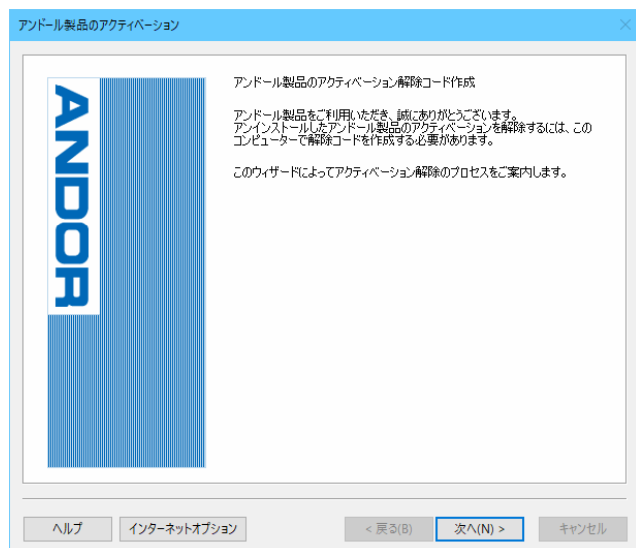 アンドール製品のアクティベーション
ANDOR
アンドール製品のアクティベーション解除コード作成
アンドール製品をご利用いただき、誠にありがとうございます。
アンインストールしたアンドール製品のアクティベーションを解除するには、この
コンピューターで解除コードを作成する必要があります。
このウィザードによってアクティベーション解除のプロセスをご案内します。
ヘルプ
インターネットオプション
< 戻る(B)
次へ(N) >
キャンセル